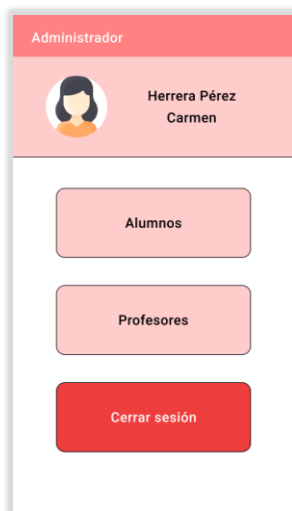 Administrador
Herrera Pérez
Carmen
Alumnos
Profesores
Cerrar sesión